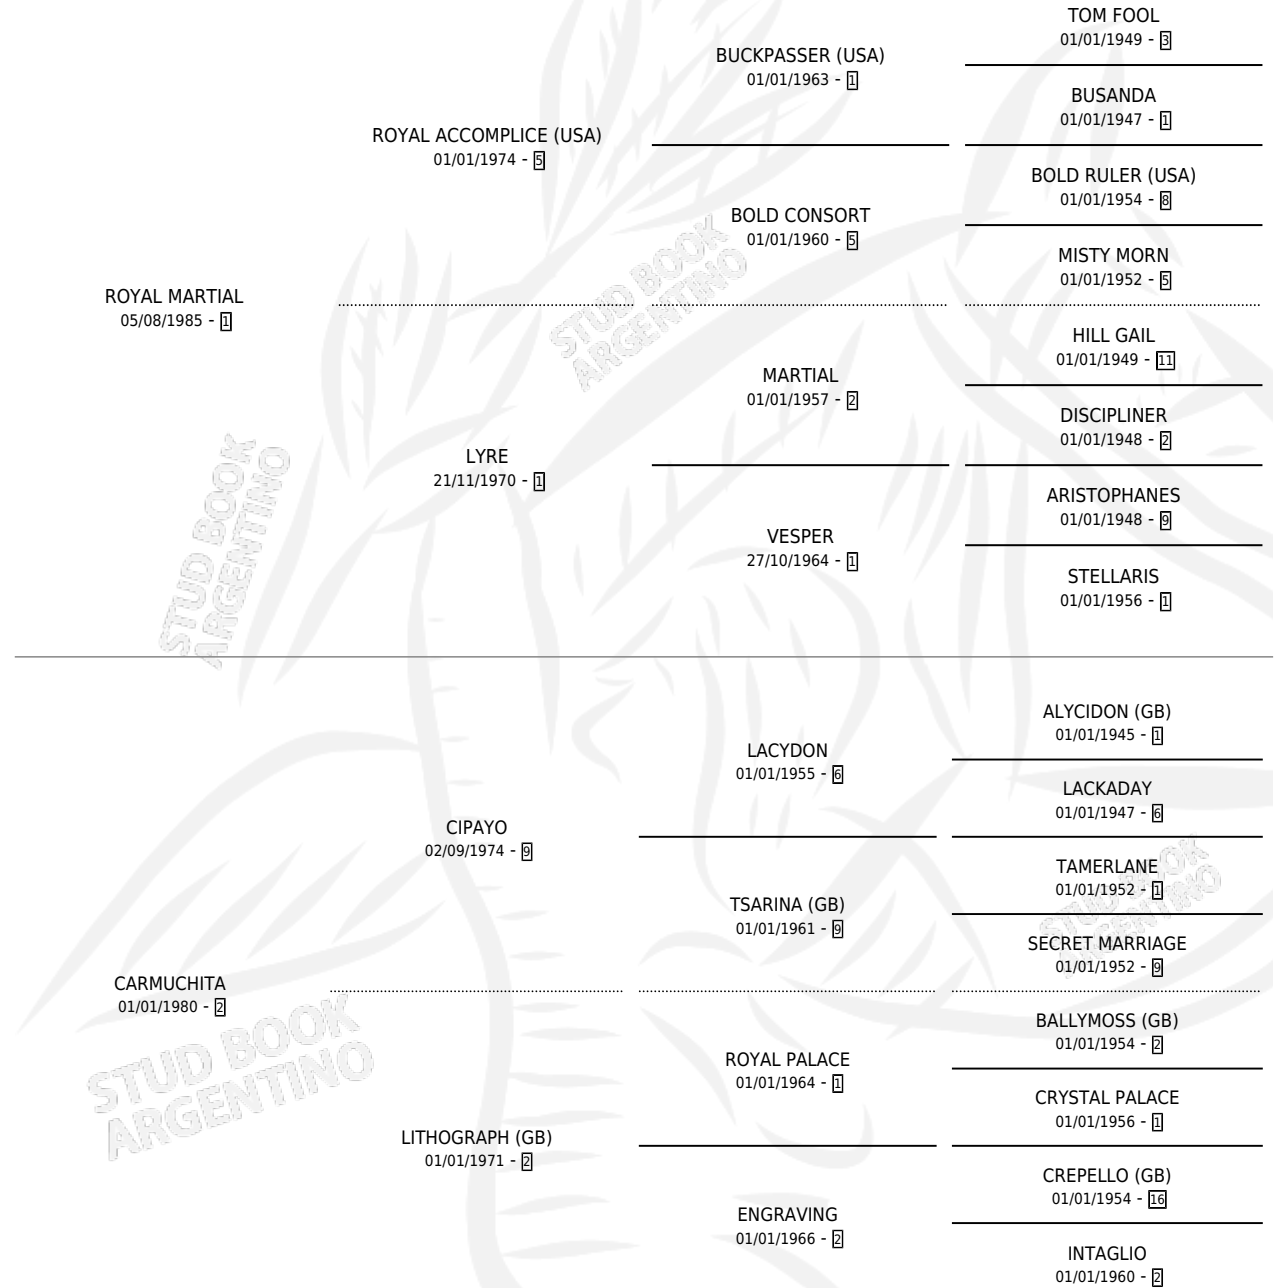 TOM FOOL
01/01/1949 - 3
BUCKPASSER (USA)
01/01/1963 - 1
BUSANDA
01/01/1947 - 1
ROYAL ACCOMPLICE (USA)
01/01/1974 - 5
BOLD RULER (USA)
01/01/1954 - 8
BOLD CONSORT
01/01/1960 - 5
MISTY MORN
01/01/1952 - 5
ROYAL MARTIAL
05/08/1985 - 1
HILL GAIL
01/01/1949 - 11
MARTIAL
01/01/1957 - 2
DISCIPLINER
01/01/1948 - 2
LYRE
21/11/1970 - 1
ARISTOPHANES
01/01/1948 - 9
VESPER
27/10/1964 - 1
STELLARIS
01/01/1956 - 1
ALYCIDON (GB)
01/01/1945 - 1
LACYDON
01/01/1955 - 6
LACKADAY
01/01/1947 - 6
CIPAYO
02/09/1974 - 9
TAMERLANE
01/01/1952 - 1
TSARINA (GB)
01/01/1961 - 9
SECRET MARRIAGE
01/01/1952 - 9
CARMUCHITA
01/01/1980 - 2
BALLYMOSS (GB)
01/01/1954 - 2
ROYAL PALACE
01/01/1964 - 1
CRYSTAL PALACE
01/01/1956 - 1
LITHOGRAPH (GB)
01/01/1971 - 2
CREPELLO (GB)
01/01/1954 - 16
ENGRAVING
01/01/1966 - 2
INTAGLIO
01/01/1960 - 2
STUD BOOK
ARGENTINO
STUD BOOK
ARGENTINO
STUD BOOK
ARGENTINO
STUD BOOK
ARGENTINO